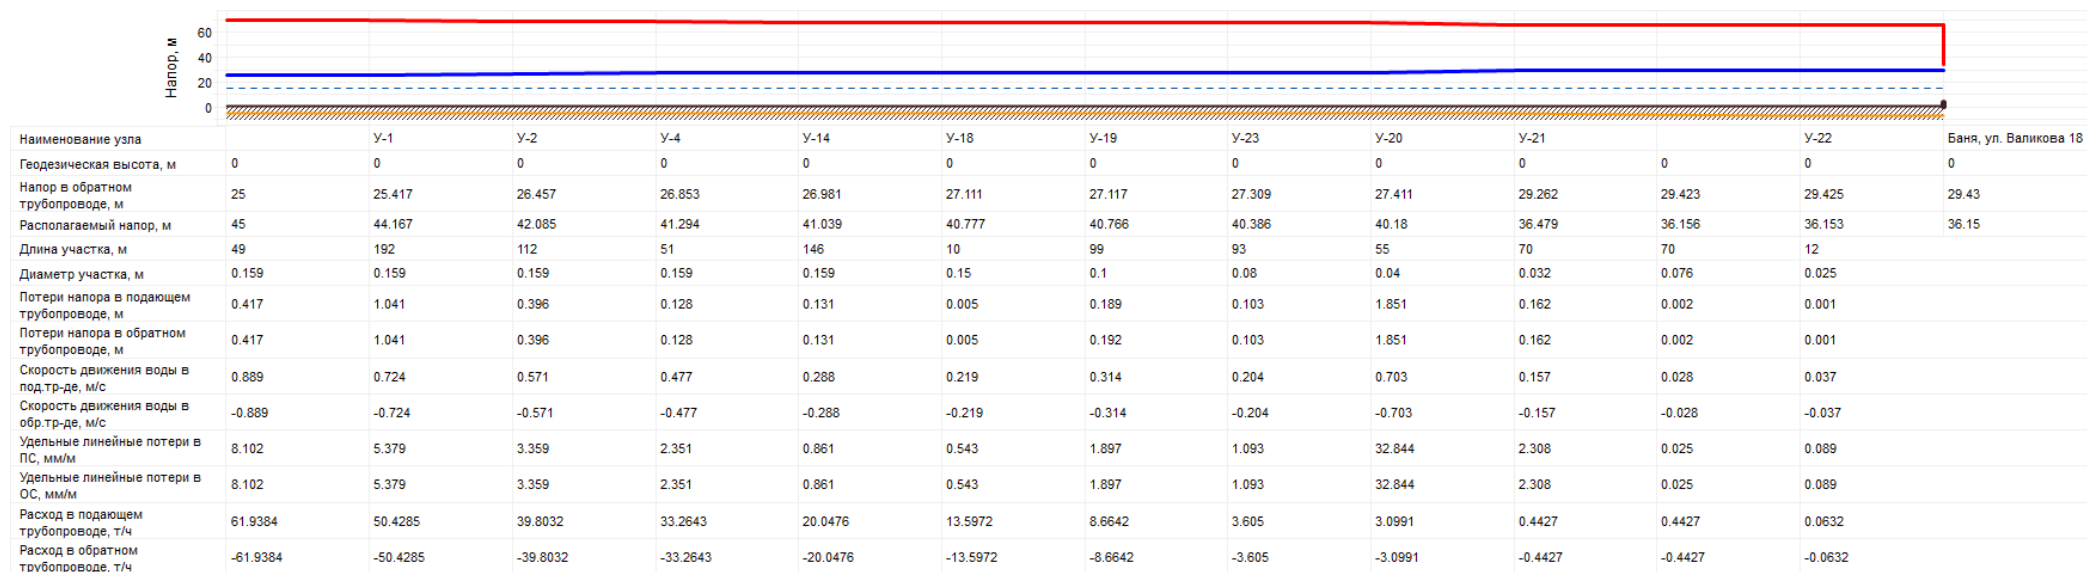 60
40
20
0
Напор, м
Наименование узла У-1 У-2 У-4 У-14 У-18 У-19 У-23 У-20 У-21 У-22 Баня, ул. Валикова 18
Геодезическая высота, м 0 0 0 0 0 0 0 0 0 0 0 0 0
Напор в обратном
трубопроводе, м 25 25.417 26.457 26.853 26.981 27.111 27.117 27.309 27.411 29.262 29.423 29.425 29.43
Располагаемый напор, м 45 44.167 42.085 41.294 41.039 40.777 40.766 40.386 40.18 36.479 36.156 36.153 36.15
Длина участка, м 49 192 112 51 146 10 99 93 55 70 70 12
Диаметр участка, м 0.159 0.159 0.159 0.159 0.159 0.15 0.1 0.08 0.04 0.032 0.076 0.025
Потери напора в подающем
трубопроводе, м 0.417 1.041 0.396 0.128 0.131 0.005 0.189 0.103 1.851 0.162 0.002 0.001
Потери напора в обратном
трубопроводе, м 0.417 1.041 0.396 0.128 0.131 0.005 0.192 0.103 1.851 0.162 0.002 0.001
Скорость движения воды в
под.тр-де, м/с 0.889 0.724 0.571 0.477 0.288 0.219 0.314 0.204 0.703 0.157 0.028 0.037
Скорость движения воды в
обр.тр-де, м/с -0.889 -0.724 -0.571 -0.477 -0.288 -0.219 -0.314 -0.204 -0.703 -0.157 -0.028 -0.037
Удельные линейные потери в
ПС, мм/м 8.102 5.379 3.359 2.351 0.861 0.543 1.897 1.093 32.844 2.308 0.025 0.089
Удельные линейные потери в
ОС, мм/м 8.102 5.379 3.359 2.351 0.861 0.543 1.897 1.093 32.844 2.308 0.025 0.089
Расход в подающем
трубопроводе, т/ч 61.9384 50.4285 39.8032 33.2643 20.0476 13.5972 8.6642 3.605 3.0991 0.4427 0.4427 0.0632
Расход в обратном
трубопроводе, т/ч -61.9384 -50.4285 -39.8032 -33.2643 -20.0476 -13.5972 -8.6642 -3.605 -3.0991 -0.4427 -0.4427 -0.0632